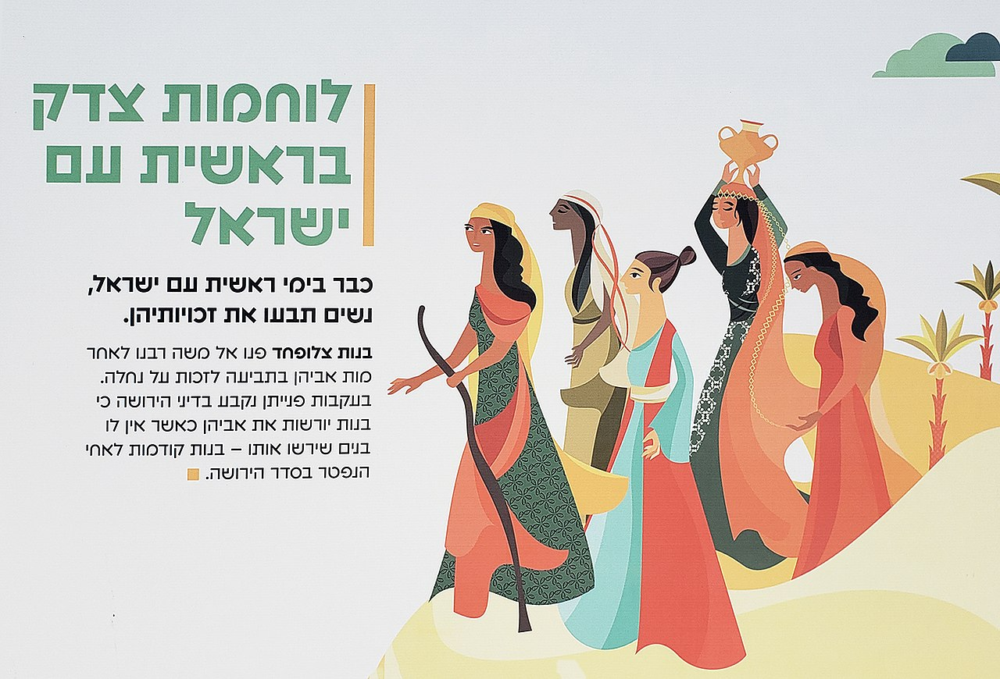 לוחמות צדק
בראשית עם
ישראל
כבר בימי ראשית עם ישראל,
נשים תבעו את זכויותיהן.
בנות צלופחד פנו אל משה רבנו לאחר
מות אביהן בתביעה לזכות על נחלה.
בעקבות פנייתן נקבע בדיני הירושה כי
בנות יורשות את אביהן כאשר אין לו
בנים שירשו אותו – בנות קודמות לאחי
הנפטר בסדר הירושה.